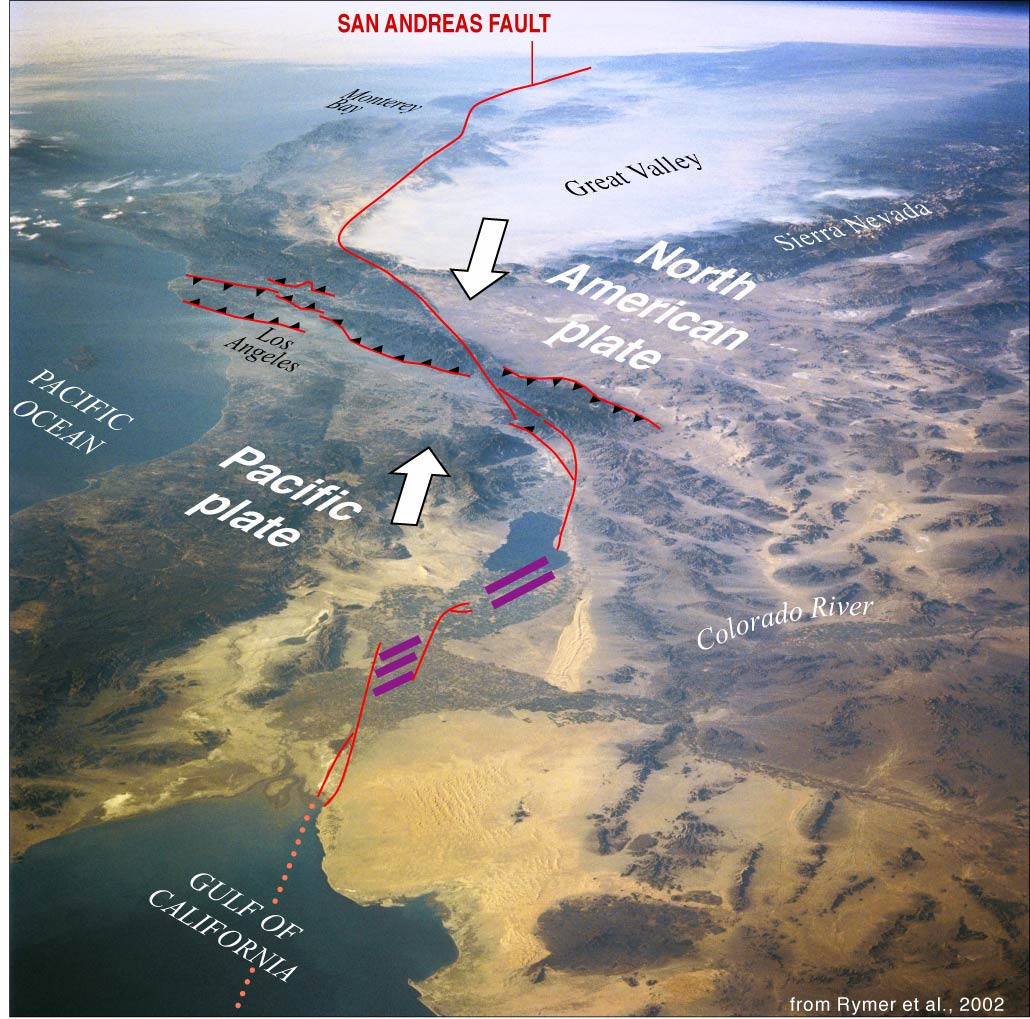 SAN ANDREAS FAULT
Monterey
Bay
Great Valley
Sierra Nevada
North
American
plate
Los
Angeles
PACIFIC
OCEAN
Pacific
plate
Colorado River
GULF OF
CALIFORNIA
from Rymer et al., 2002